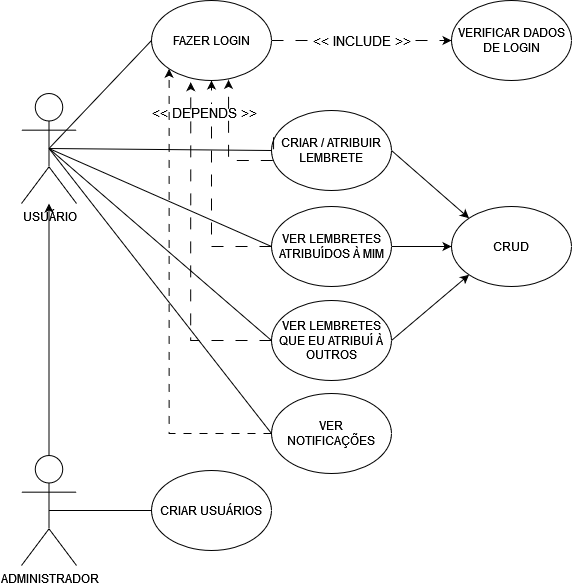 FAZER LOGIN
<< INCLUDE >>
VERIFICAR DADOS
DE LOGIN
<< DEPENDS >>
CRIAR / ATRIBUIR
LEMBRETE
USUÁRIO
VER LEMBRETES
ATRIBUÍDOS À MIM
CRUD
VER LEMBRETES
QUE EU ATRIBUÍ À
OUTROS
VER
NOTIFICAÇÕES
CRIAR USUÁRIOS
ADMINISTRADOR